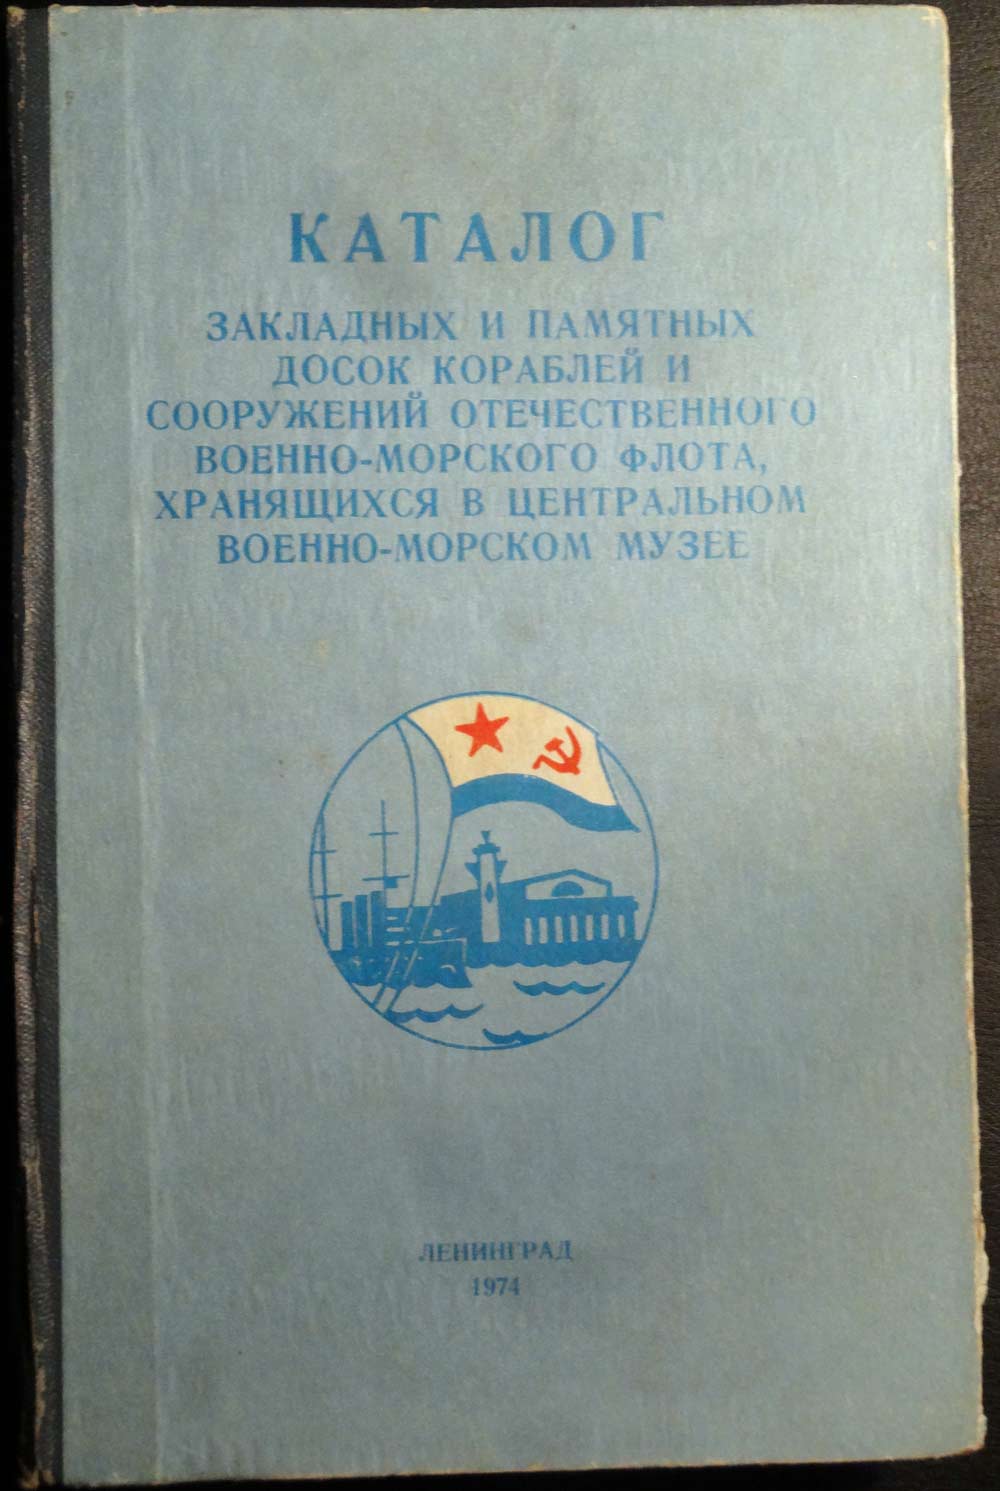 КАТАЛОГ
ЗАКЛАДНЫХ И ПАМЯТНЫХ
ДОСОК КОРАБЛЕЙ И
СООРУЖЕНИЙ ОТЕЧЕСТВЕННОГО
ВОЕННО-МОРСКОГО ФЛОТА,
ХРАНЯЩИХСЯ В ЦЕНТРАЛЬНОМ
ВОЕННО-МОРСКОМ МУЗЕЕ
ЛЕНИНГРАД
1974